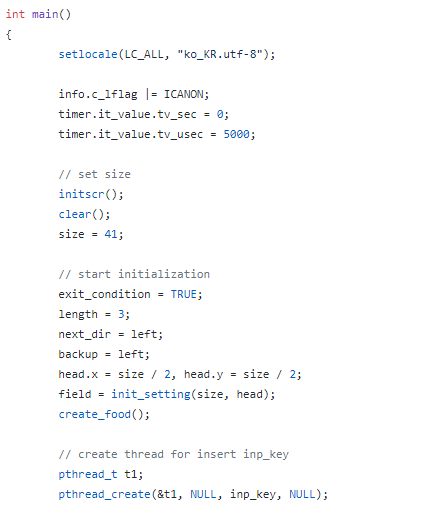 int main()
{
        setlocale(LC_ALL, "ko_KR.utf-8");

        info.c_lflag |= ICANON;
        timer.it_value.tv_sec = 0;
        timer.it_value.tv_usec = 5000;

        // set size
        initscr();
        clear();
        size = 41;

        // start initialization
        exit_condition = TRUE;
        length = 3;
        next_dir = left;
        backup = left;
        head.x = size / 2, head.y = size / 2;
        field = init_setting(size, head);
        create_food();

        // create thread for insert inp_key
        pthread_t t1;
        pthread_create(&t1, NULL, inp_key, NULL);